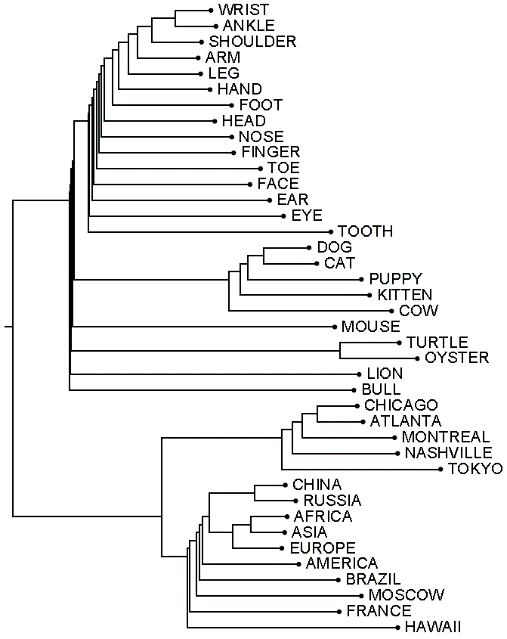 WRIST
ANKLE
SHOULDER
ARM
LEG
HAND
FOOT
HEAD
NOSE
FINGER
TOE
FACE
EAR
EYE
TOOTH
DOG
CAT
PUPPY
KITTEN
COW
MOUSE
TURTLE
OYSTER
LION
BULL
CHICAGO
ATLANTA
MONTREAL
NASHVILLE
TOKYO
CHINA
RUSSIA
AFRICA
ASIA
EUROPE
AMERICA
BRAZIL
MOSCOW
FRANCE
HAWAII